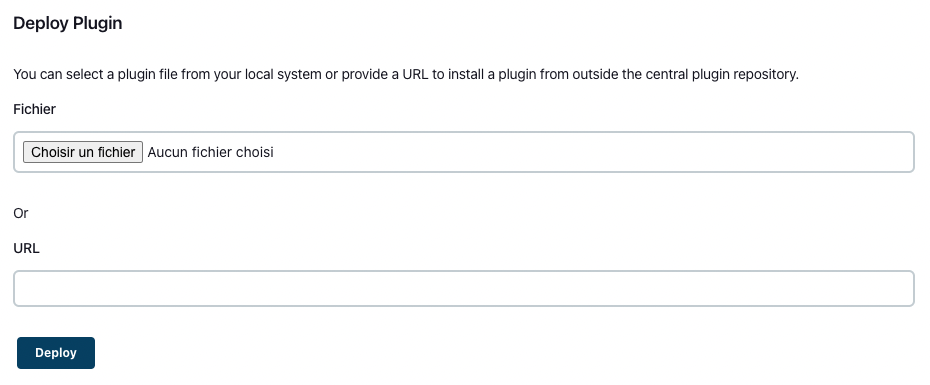 Deploy Plugin
You can select a plugin file from your local system or provide a URL to install a plugin from outside the central plugin repository.
Fichier
Choisir un fichier Aucun fichier choisi
Or
URL
Deploy